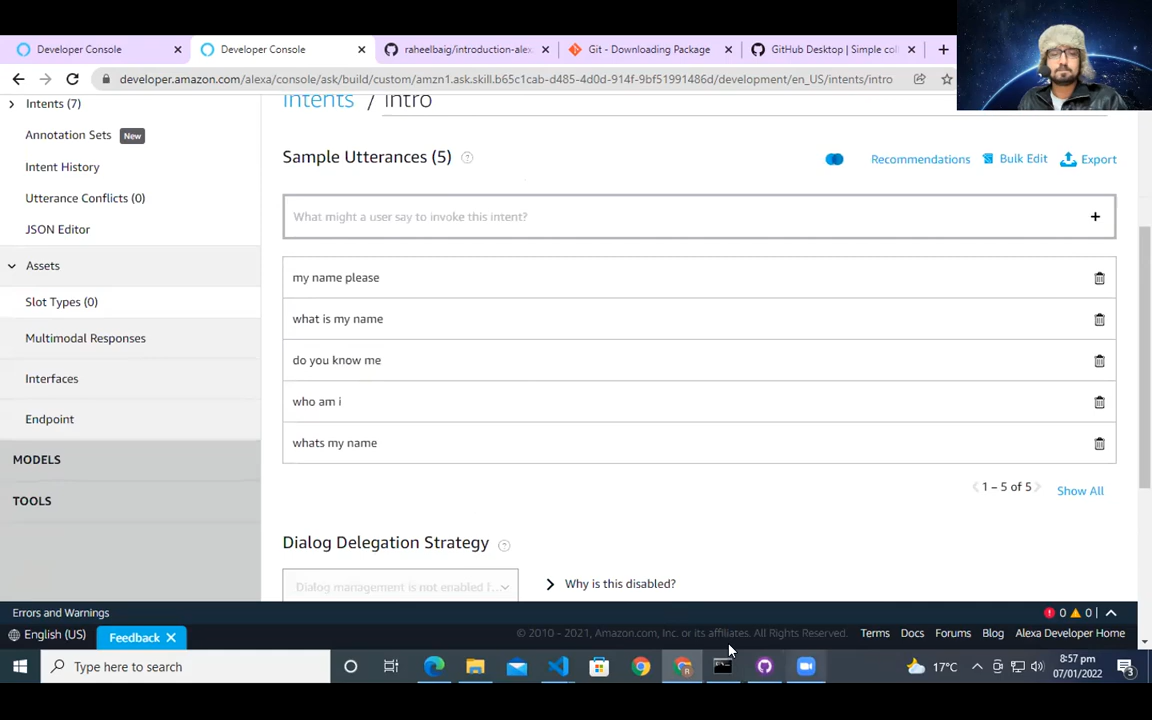 Developer Console
Developer Console
raheelbaig/introduction-alex
Git - Downloading Package
GitHub Desktop | Simple col
developer.amazon.com/alexa/console/ask/build/custom/amzn1.ask.skill.b65c1cab-d485-4d0d-914f-9bf51991486d/development/en_US/intents/intro
Intents (7)
Annotation Sets New
Intent History
Utterance Conflicts (0)
JSON Editor
Assets
Slot Types (0)
Multimodal Responses
Interfaces
Endpoint
MODELS
TOOLS
Intents / intro
Sample Utterances (5)
Recommendations
Bulk Edit
Export
What might a user say to invoke this intent?
my name please
what is my name
do you know me
who am i
whats my name
1 – 5 of 5
Show All
Dialog Delegation Strategy
Dialog management is not enabled f...
Why is this disabled?
Errors and Warnings
0 0
English (US)
Feedback
© 2010 - 2021, Amazon.com, Inc. or its affiliates. All Rights Reserved.
Terms Docs Forums Blog Alexa Developer Home
Type here to search
17°C
8:57 pm
07/01/2022
3